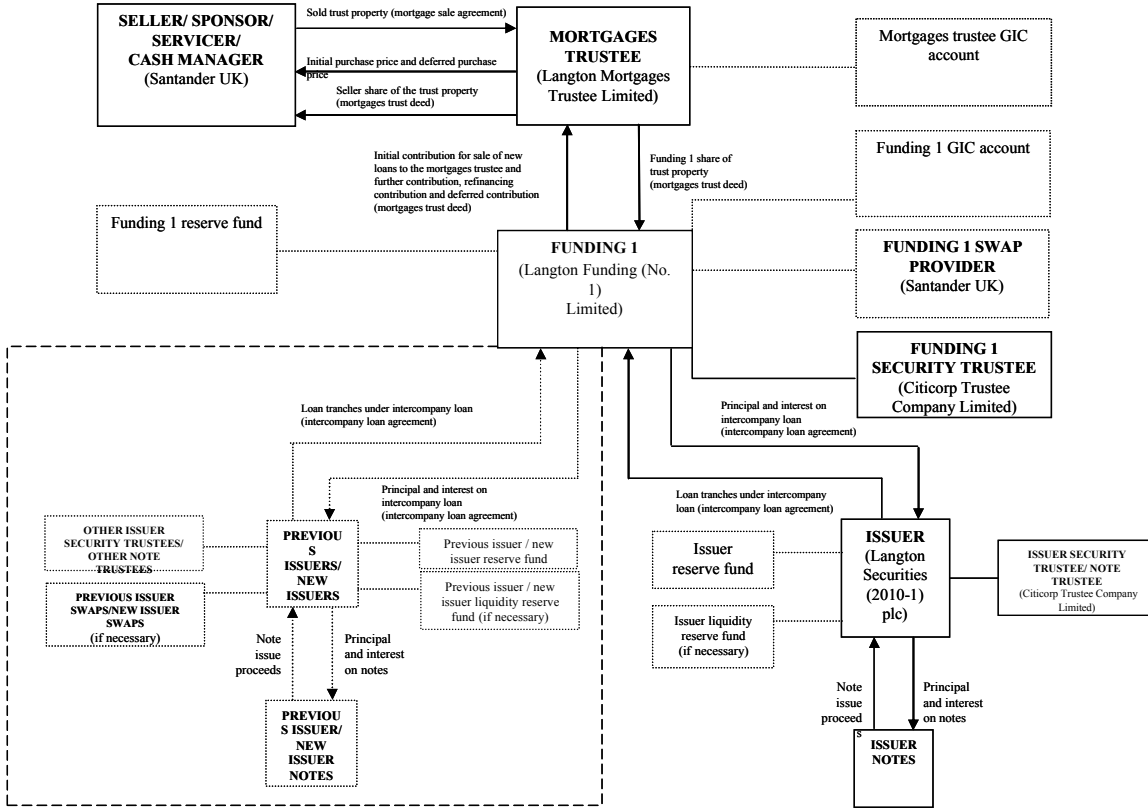 SELLER/ SPONSOR/
SERVICER/
CASH MANAGER
(Santander UK)
Sold trust property (mortgage sale agreement)
Initial purchase price and deferred purchase
price
Seller share of the trust property
(mortgages trust deed)
MORTGAGES
TRUSTEE
(Langton Mortgages
Trustee Limited)
Mortgages trustee GIC
account
Initial contribution for sale of new
loans to the mortgages trustee and
further contribution, refinancing
contribution and deferred contribution
(mortgages trust deed)
Funding 1 share of
trust property
(mortgages trust deed)
Funding 1 GIC account
Funding 1 reserve fund
FUNDING 1
(Langton Funding (No.
1)
Limited)
FUNDING 1 SWAP
PROVIDER
(Santander UK)
FUNDING 1
SECURITY TRUSTEE
(Citicorp Trustee
Company Limited)
Loan tranches under intercompany loan
(intercompany loan agreement)
Principal and interest on
intercompany loan
(intercompany loan agreement)
Principal and interest on
intercompany loan
(intercompany loan agreement)
Loan tranches under intercompany
loan (intercompany loan agreement)
OTHER ISSUER
SECURITY TRUSTEES/
OTHER NOTE
TRUSTEES
PREVIOUS ISSUER
SWAPS/NEW ISSUER
SWAPS
(if necessary)
PREVIOU
S
ISSUERS/
NEW
ISSUERS
Previous issuer / new
issuer reserve fund
Previous issuer / new
issuer liquidity reserve
fund (if necessary)
Note
issue
proceeds
Principal
and interest
on notes
PREVIOU
S ISSUER/
NEW
ISSUER
NOTES
Issuer
reserve fund
Issuer liquidity
reserve fund
(if necessary)
ISSUER
(Langton
Securities
(2010-1)
plc)
ISSUER SECURITY
TRUSTEE/ NOTE
TRUSTEE
(Citicorp Trustee Company
Limited)
Note
issue
proceed
s
Principal
and interest
on notes
ISSUER
NOTES